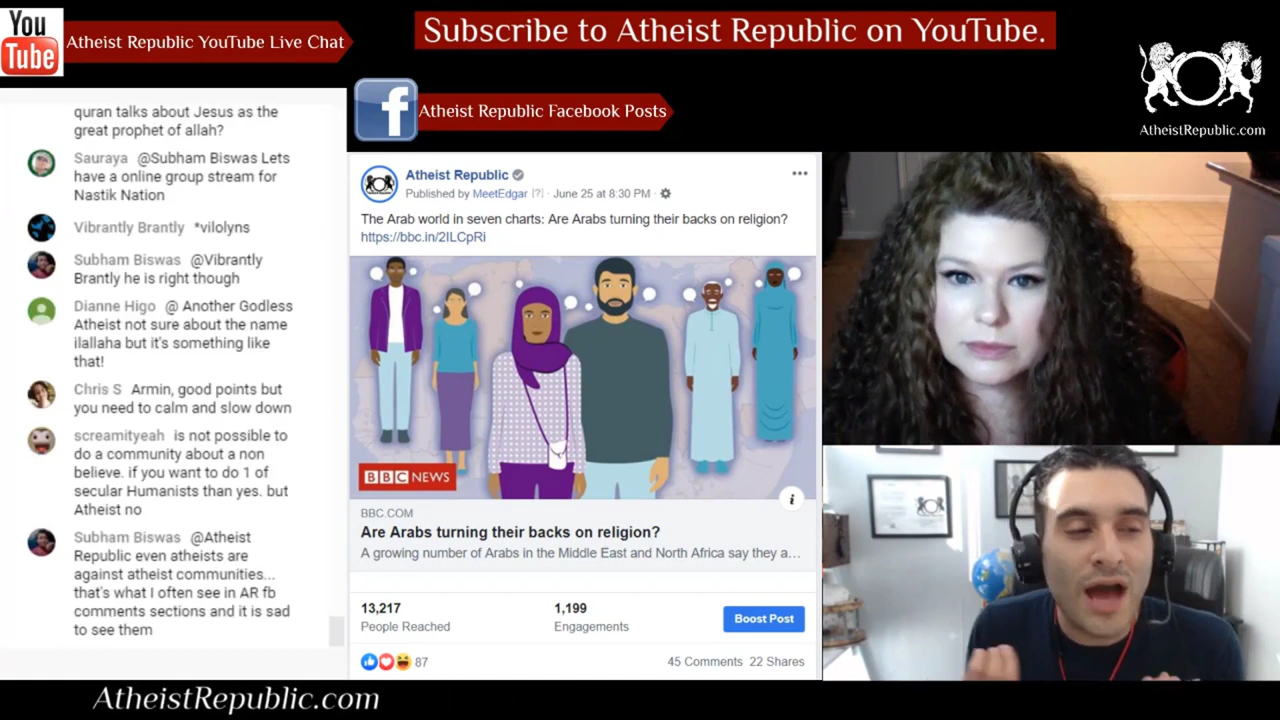 You
Tube
Atheist Republic YouTube Live Chat
Subscribe to Atheist Republic on YouTube.
AtheistRepublic.com
f
Atheist Republic Facebook Posts
quran talks about Jesus as the
great prophet of allah?
Sauraya @Subham Biswas Lets
have a online group stream for
Nastik Nation
Vibrantly Brantly *vilolyns
Subham Biswas @Vibrantly
Brantly he is right though
Dianne Higo @ Another Godless
Atheist not sure about the name
ilallaha but it's something like
that!
Chris S Armin, good points but
you need to calm and slow down
screamityeah is not possible to
do a community about a non
believe. if you want to do 1 of
secular Humanists than yes. but
Atheist no
Subham Biswas @Atheist
Republic even atheists are
against atheist communities...
that's what I often see in AR fb
comments sections and it is sad
to see them
Atheist Republic
Published by MeetEdgar [?] · June 25 at 8:30 PM ·
The Arab world in seven charts: Are Arabs turning their backs on religion?
https://bbc.in/2ILCpRi
BBC NEWS
i
BBC.COM
Are Arabs turning their backs on religion?
A growing number of Arabs in the Middle East and North Africa say they a...
13,217
People Reached
1,199
Engagements
Boost Post
87
45 Comments 22 Shares
AtheistRepublic.com